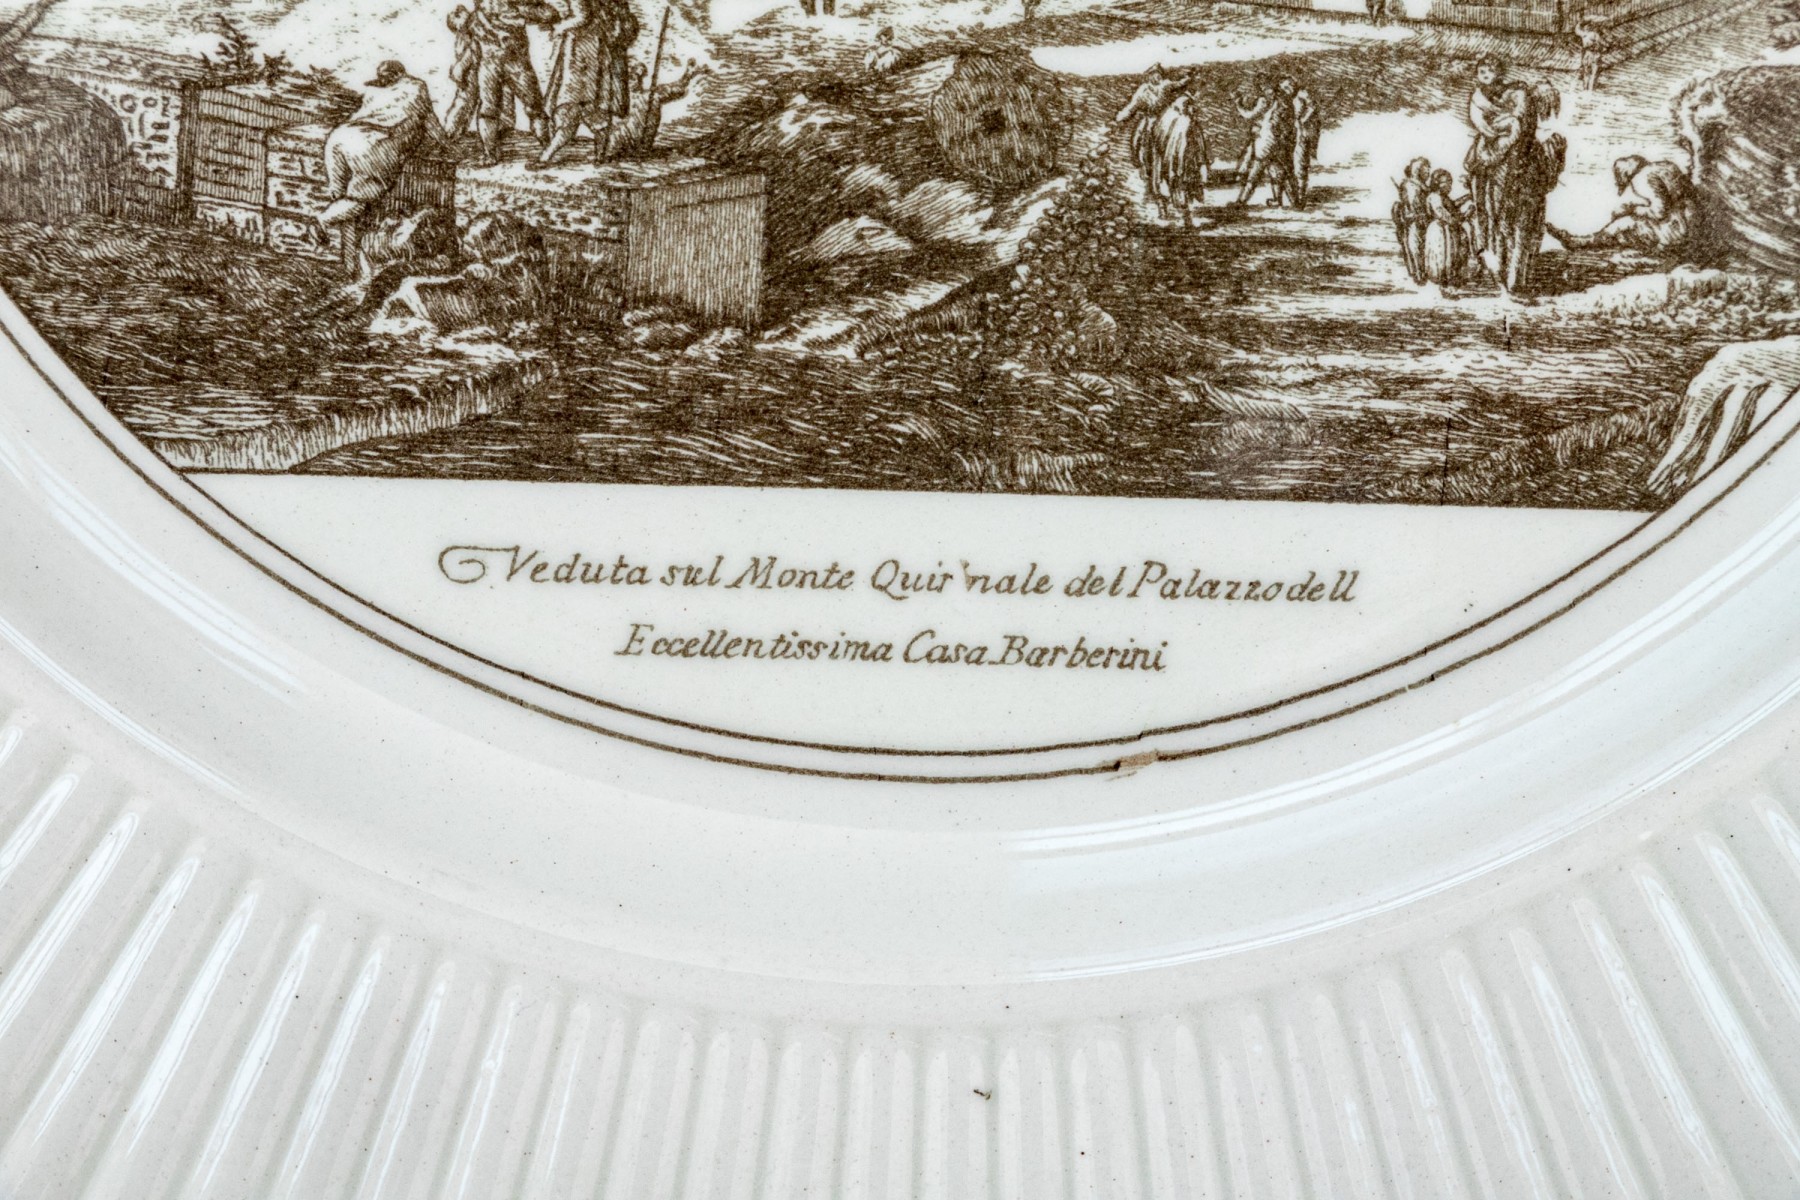 Veduta sul Monte Quirinale del Palazzo dell
Eccellentissima Casa Barberini